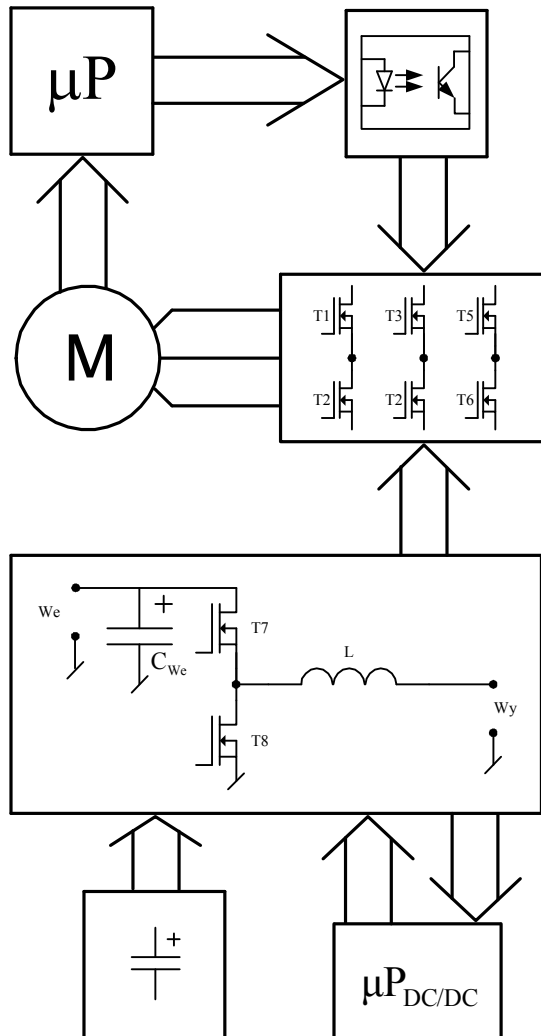 μP
T1 T3 T5
M
T2 T2 T6
We
+
T7
C_We
L
Wy
T8
+
μP_DC/DC